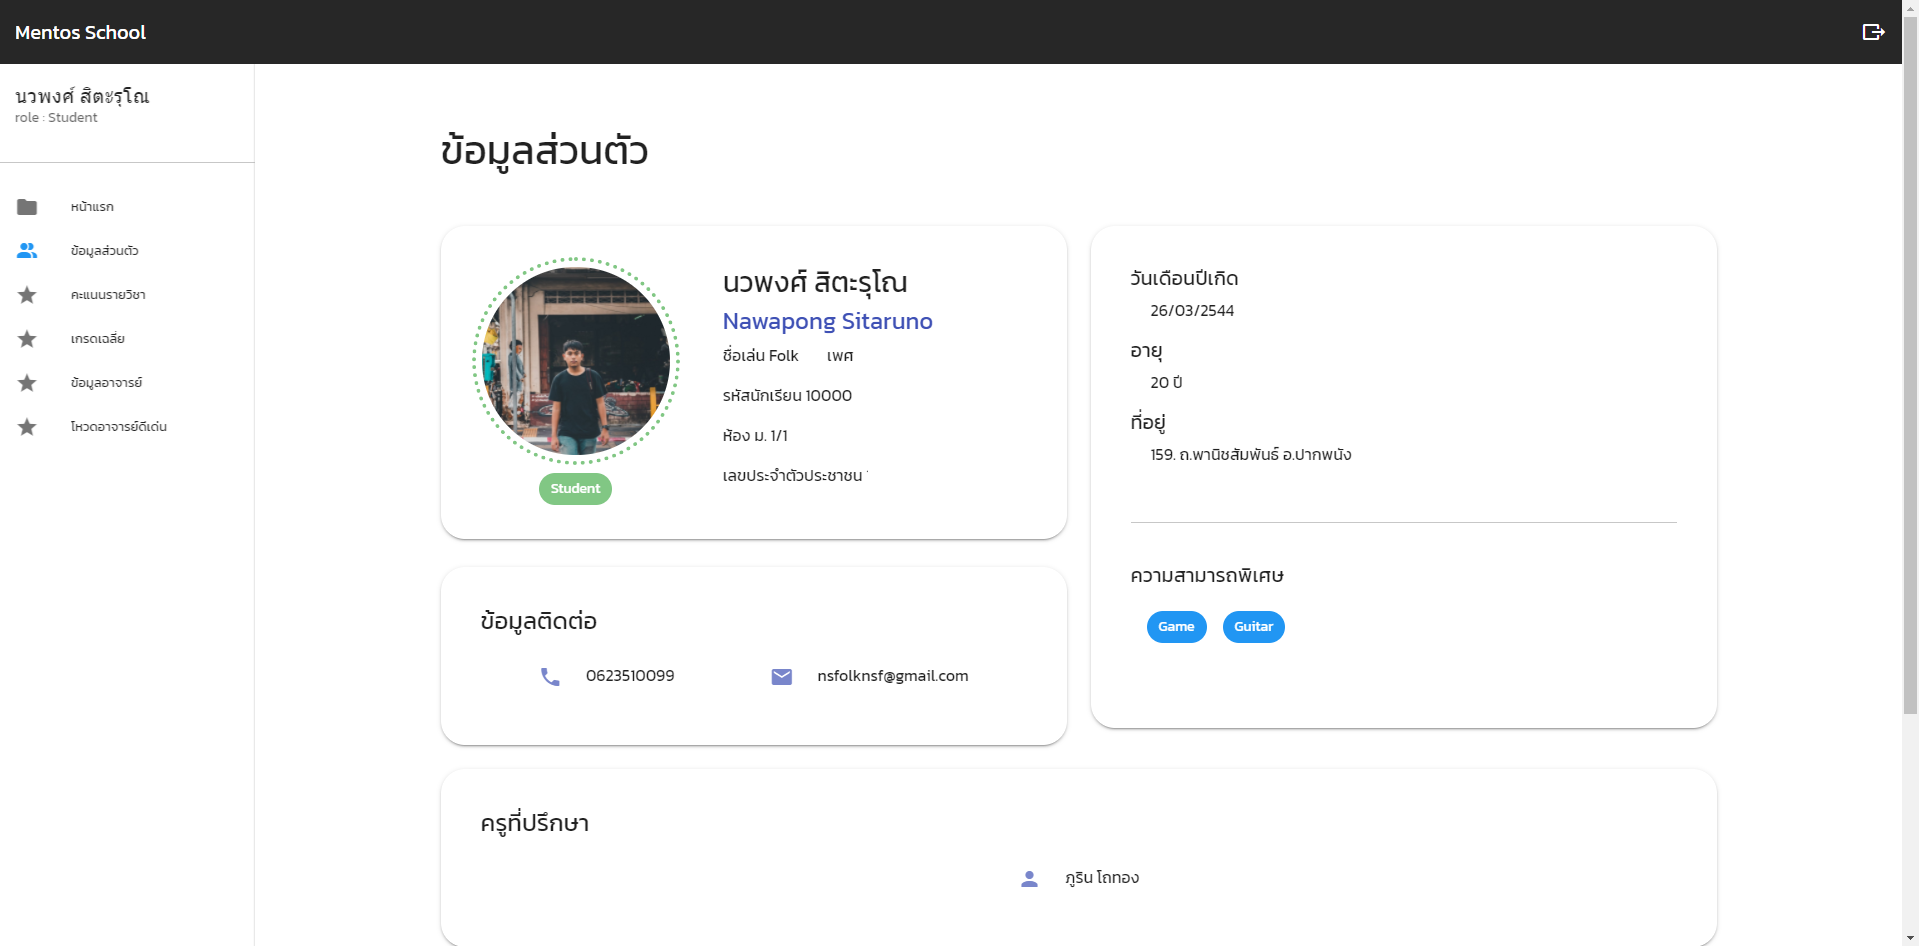 Mentos School
นวพงศ์ สิตะรุโณ
role : Student
หน้าแรก
ข้อมูลส่วนตัว
คะแนนรายวิชา
เกรดเฉลี่ย
ข้อมูลอาจารย์
โหวตอาจารย์ดีเด่น
ข้อมูลส่วนตัว
นวพงศ์ สิตะรุโณ
Nawapong Sitaruno
ชื่อเล่น Folk เพศ
รหัสนักเรียน 10000
ห้อง ม. 1/1
เลขประจำตัวประชาชน
Student
ข้อมูลติดต่อ
0623510099
nsfolknsf@gmail.com
วันเดือนปีเกิด
26/03/2544
อายุ
20 ปี
ที่อยู่
159. ถ.พานิชสัมพันธ์ อ.ปากพนัง
ความสามารถพิเศษ
Game
Guitar
ครูที่ปรึกษา
ภูริน โถทอง